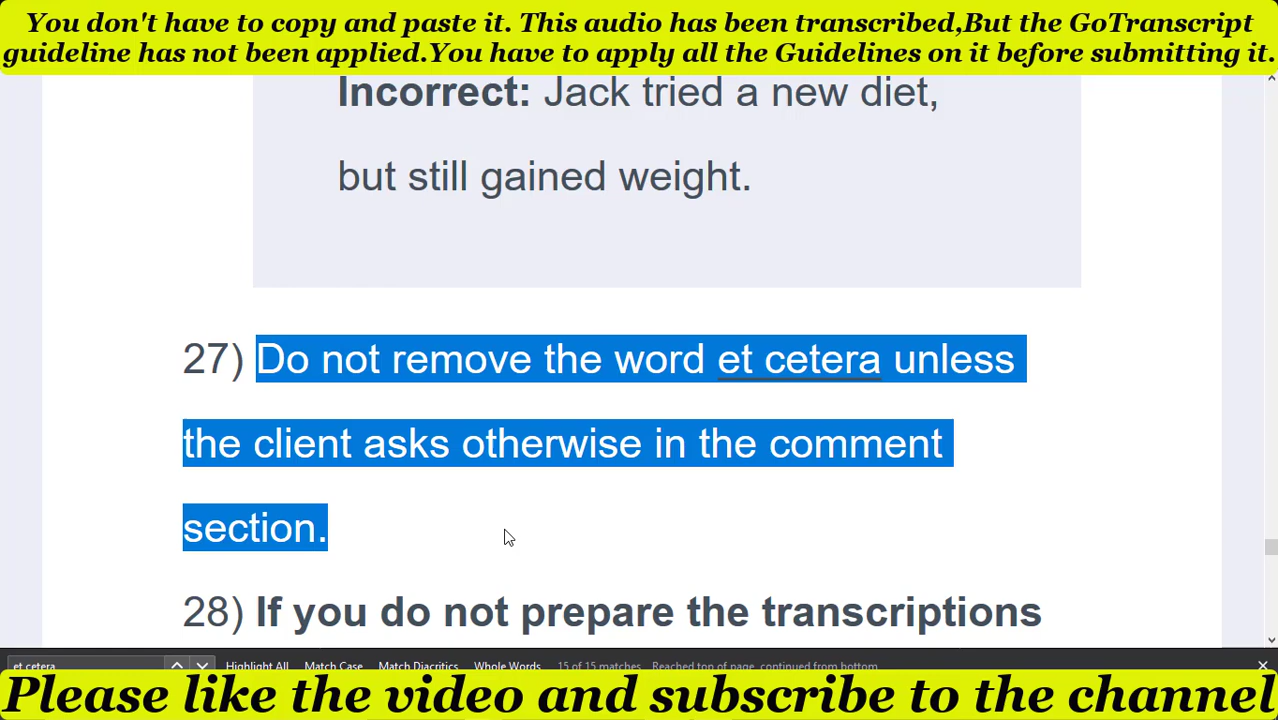 You don't have to copy and paste it. This audio has been transcribed,But the GoTranscript
guideline has not been applied.You have to apply all the Guidelines on it before submitting it.
Incorrect: Jack tried a new diet,
but still gained weight.
27) Do not remove the word et cetera unless
the client asks otherwise in the comment
section.
28) If you do not prepare the transcriptions
et cetera Highlight All Match Case Match Diacritics Whole Words 15 of 15 matches Reached top of page, continued from bottom
Please like the video and subscribe to the channel